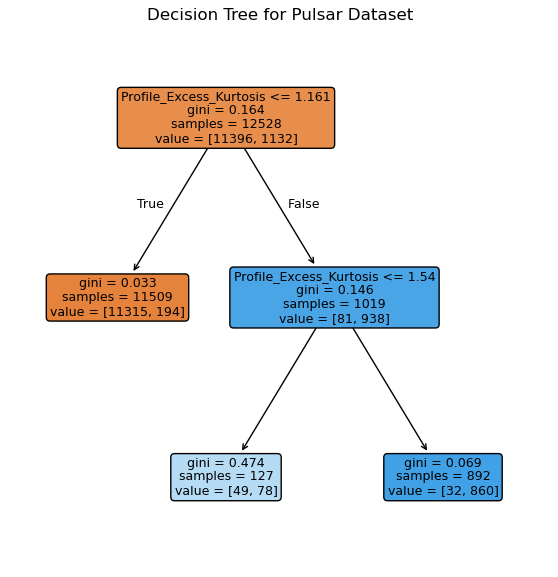 Decision Tree for Pulsar Dataset
Profile_Excess_Kurtosis <= 1.161
gini = 0.164
samples = 12528
value = [11396, 1132]
True
False
gini = 0.033
samples = 11509
value = [11315, 194]
Profile_Excess_Kurtosis <= 1.54
gini = 0.146
samples = 1019
value = [81, 938]
gini = 0.474
samples = 127
value = [49, 78]
gini = 0.069
samples = 892
value = [32, 860]